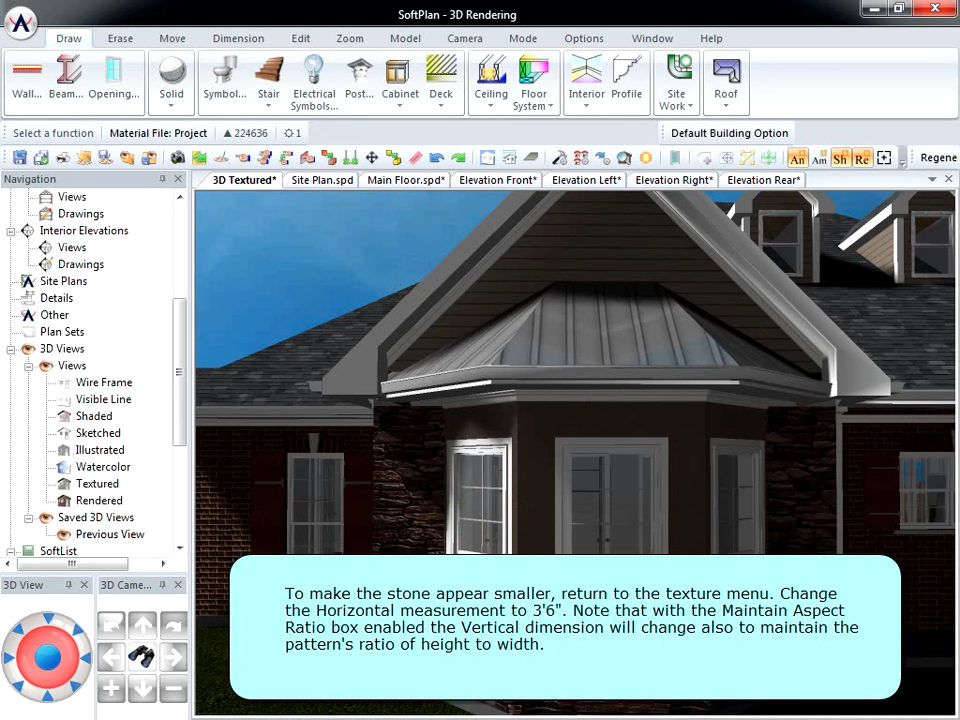 SoftPlan - 3D Rendering
Draw Erase Move Dimension Edit Zoom Model Camera Mode Options Window Help
Wall... Beam... Opening... Solid Symbol... Stair Electrical Symbols... Post... Cabinet Deck Ceiling Floor System Interior Profile Site Work Roof
Select a function Material File: Project 224636 1 Default Building Option
An Am Sh Re Regene
Navigation
3D Textured* Site Plan.spd Main Floor.spd* Elevation Front* Elevation Left* Elevation Right* Elevation Rear*
Views
Drawings
Interior Elevations
Views
Drawings
Site Plans
Details
Other
Plan Sets
3D Views
Views
Wire Frame
Visible Line
Shaded
Sketched
Illustrated
Watercolor
Textured
Rendered
Saved 3D Views
Previous View
SoftList
3D View 3D Came...
To make the stone appear smaller, return to the texture menu. Change
the Horizontal measurement to 3'6". Note that with the Maintain Aspect
Ratio box enabled the Vertical dimension will change also to maintain the
pattern's ratio of height to width.